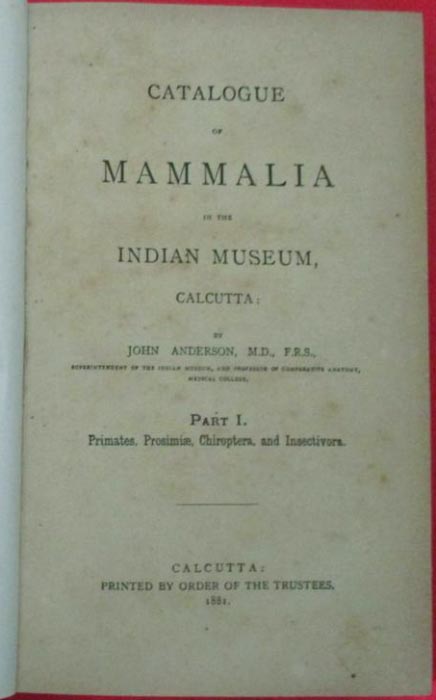 CATALOGUE
OF
MAMMALIA
IN THE
INDIAN MUSEUM,
CALCUTTA:
BY
JOHN ANDERSON, M.D., F.R.S.,
SUPERINTENDENT OF THE INDIAN MUSEUM, AND PROFESSOR OF COMPARATIVE ANATOMY,
MEDICAL COLLEGE.
PART I.
Primates, Prosimiæ, Chiroptera, and Insectivora.
CALCUTTA:
PRINTED BY ORDER OF THE TRUSTEES.
1881.